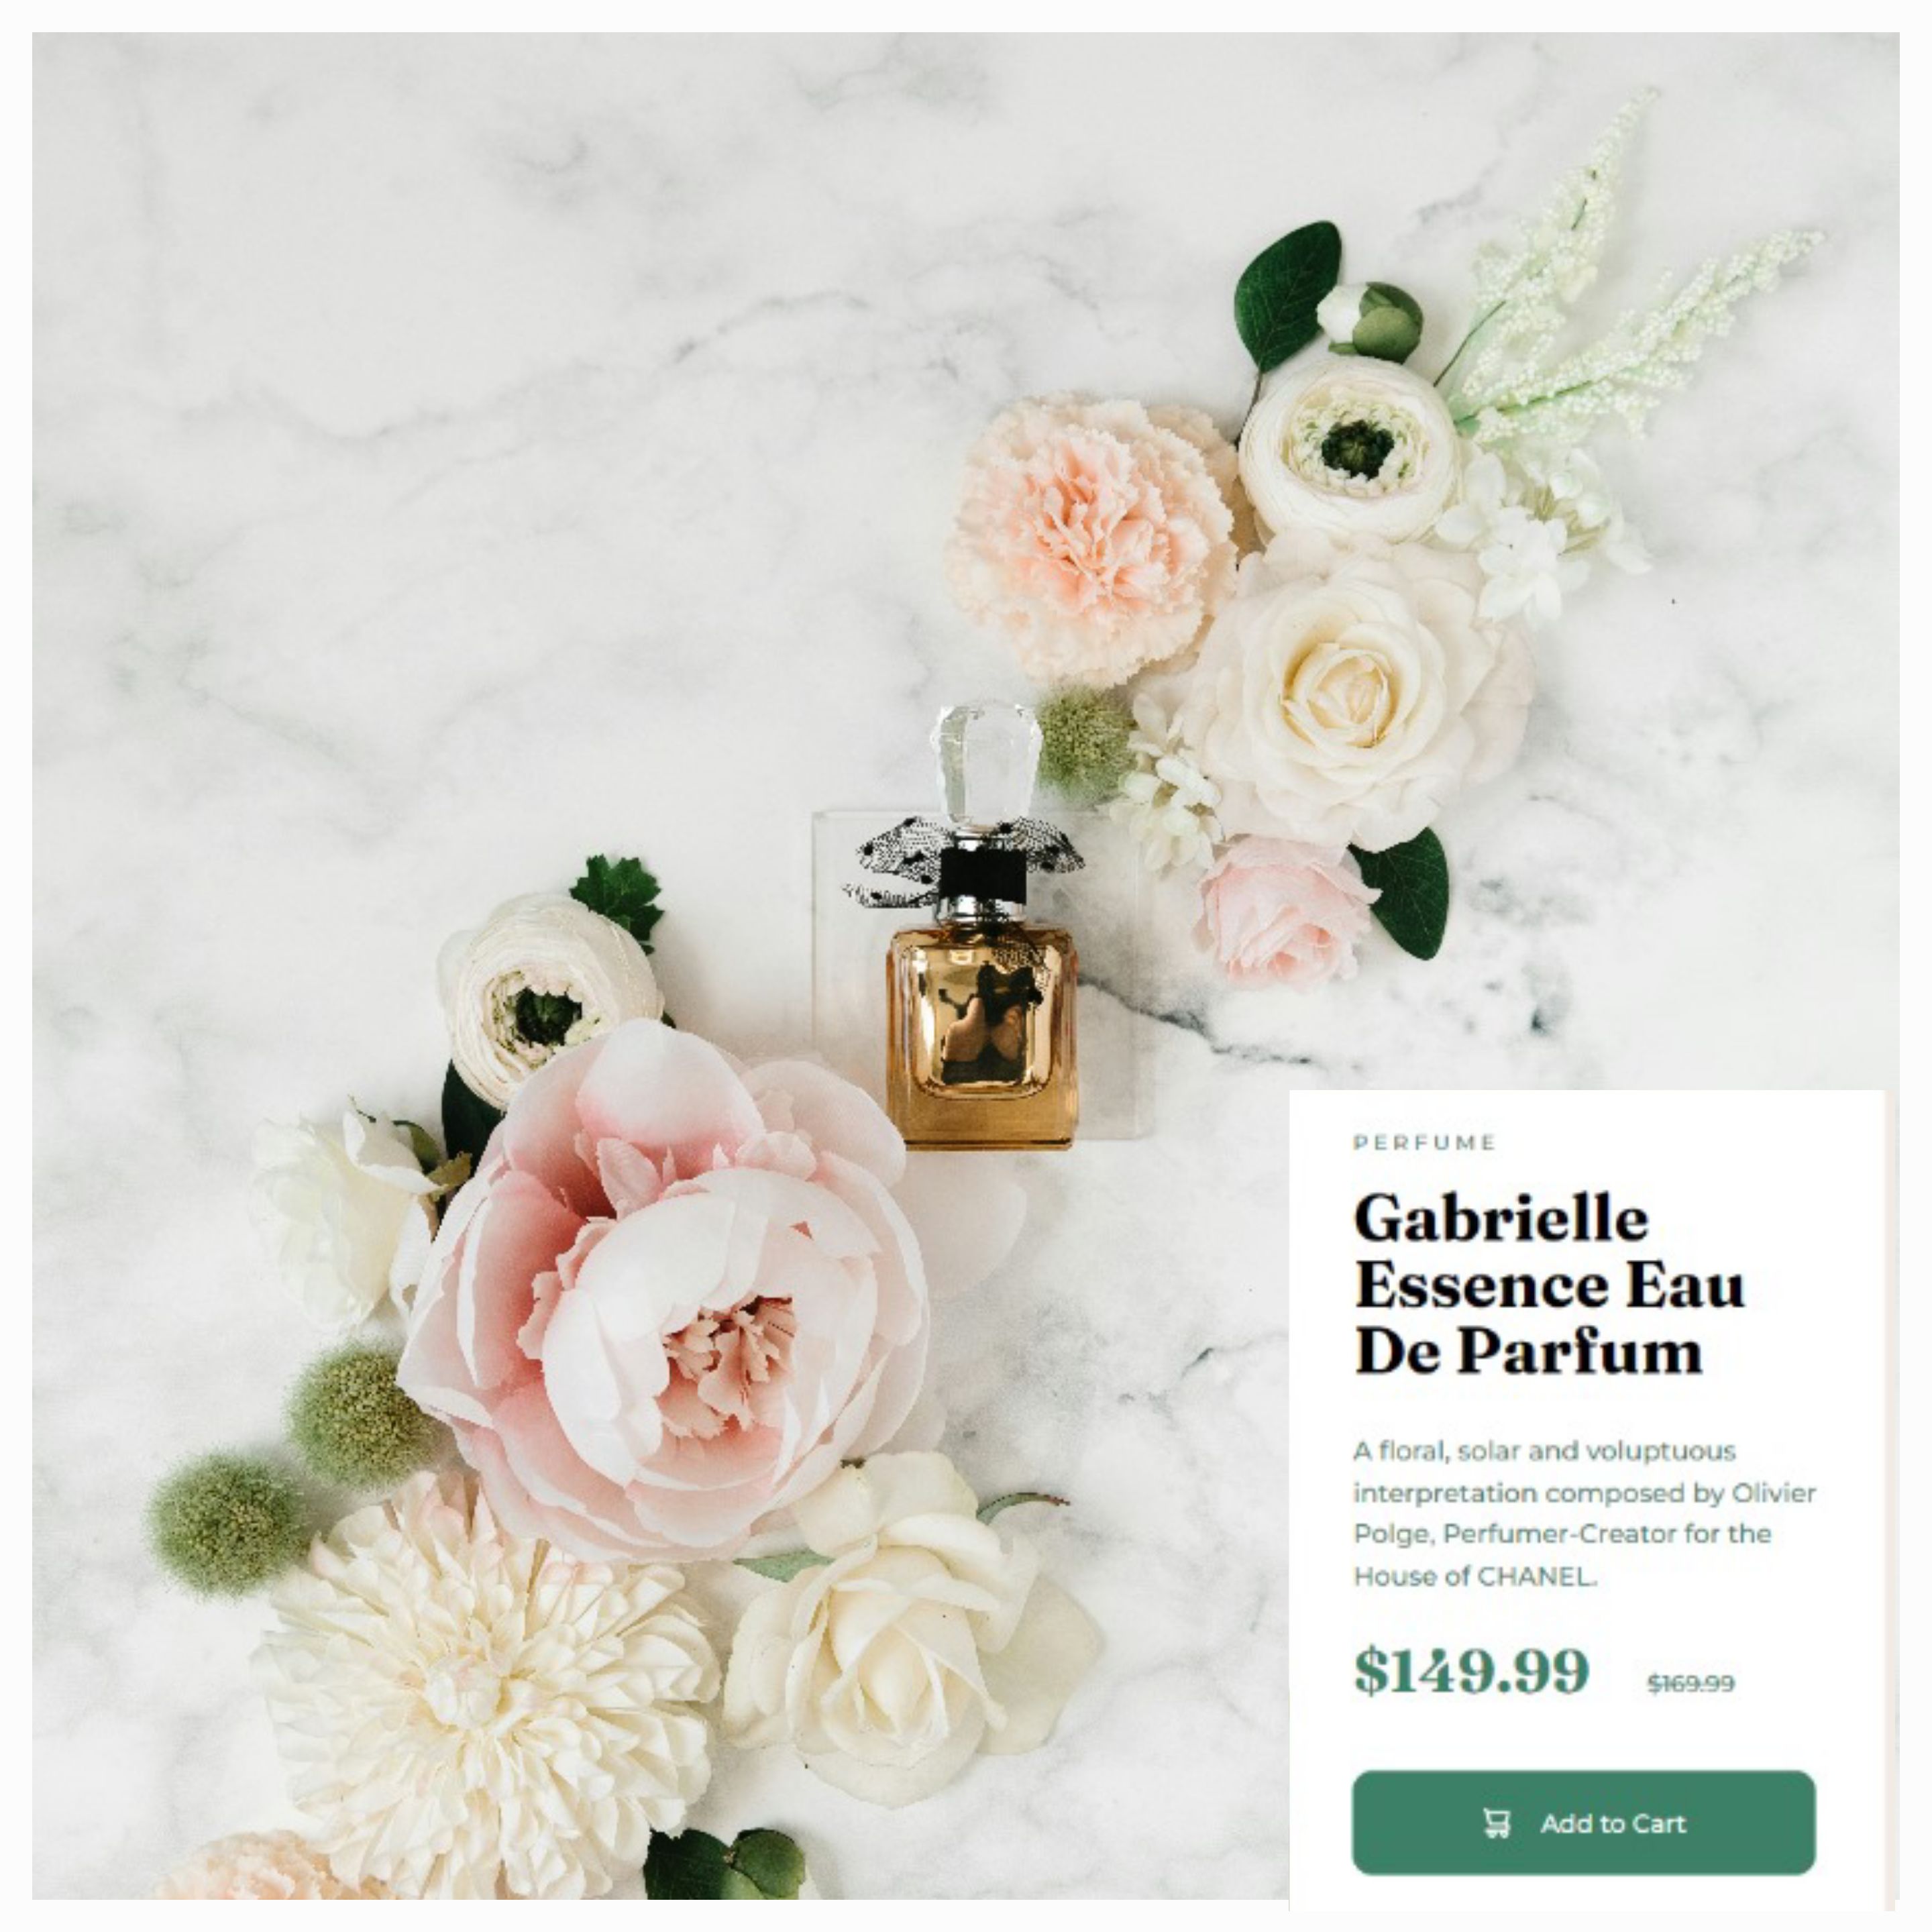 PERFUME
Gabrielle
Essence Eau
De Parfum
A floral, solar and voluptuous
interpretation composed by Olivier
Polge, Perfumer-Creator for the
House of CHANEL.
$149.99 $169.99
Add to Cart